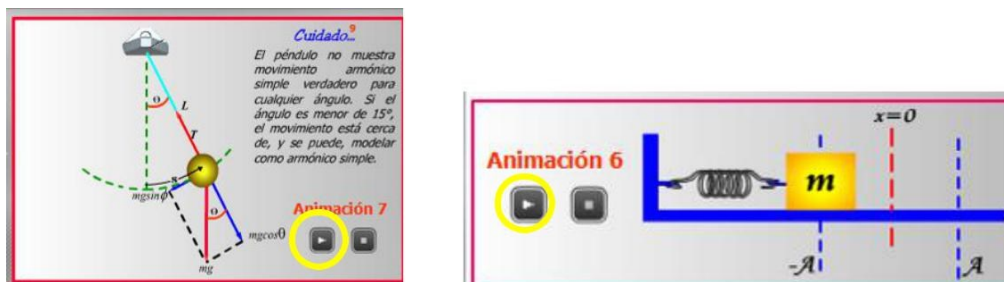 Cuidado...9
El péndulo no muestra
movimiento armónico
simple verdadero para
cualquier ángulo. Si el
ángulo es menor de 15°,
el movimiento está cerca
de, y se puede, modelar
como armónico simple.
Θ
L
T
s
mgsinφ
Θ
mgcosθ
mg
Animación 7
Animación 6
x=0
m
-A
A